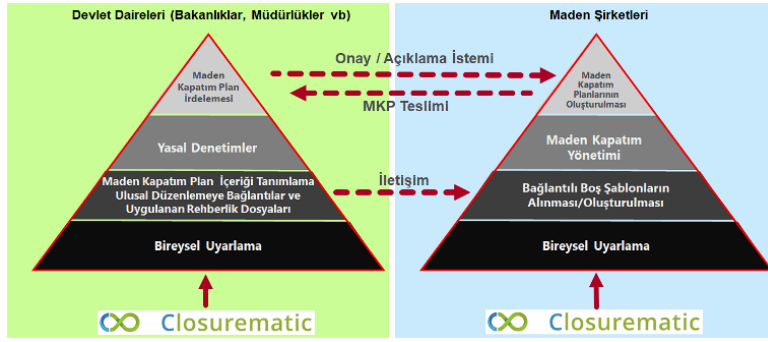 Devlet Daireleri (Bakanlıklar, Müdürlükler vb)
Maden
Kapatım Plan
İrdelemesi
Yasal Denetimler
Maden Kapatım Plan İçeriği Tanımlama
Ulusal Düzenlemeye Bağlantılar ve
Uygulanan Rehberlik Dosyaları
Bireysel Uyarlama
Closurematic
Onay / Açıklama İstemi
MKP Teslimi
İletişim
Maden Şirketleri
Maden
Kapatım
Planlarının
Oluşturulması
Maden Kapatım
Yönetimi
Bağlantılı Boş Şablonların
Alınması/Oluşturulması
Bireysel Uyarlama
Closurematic